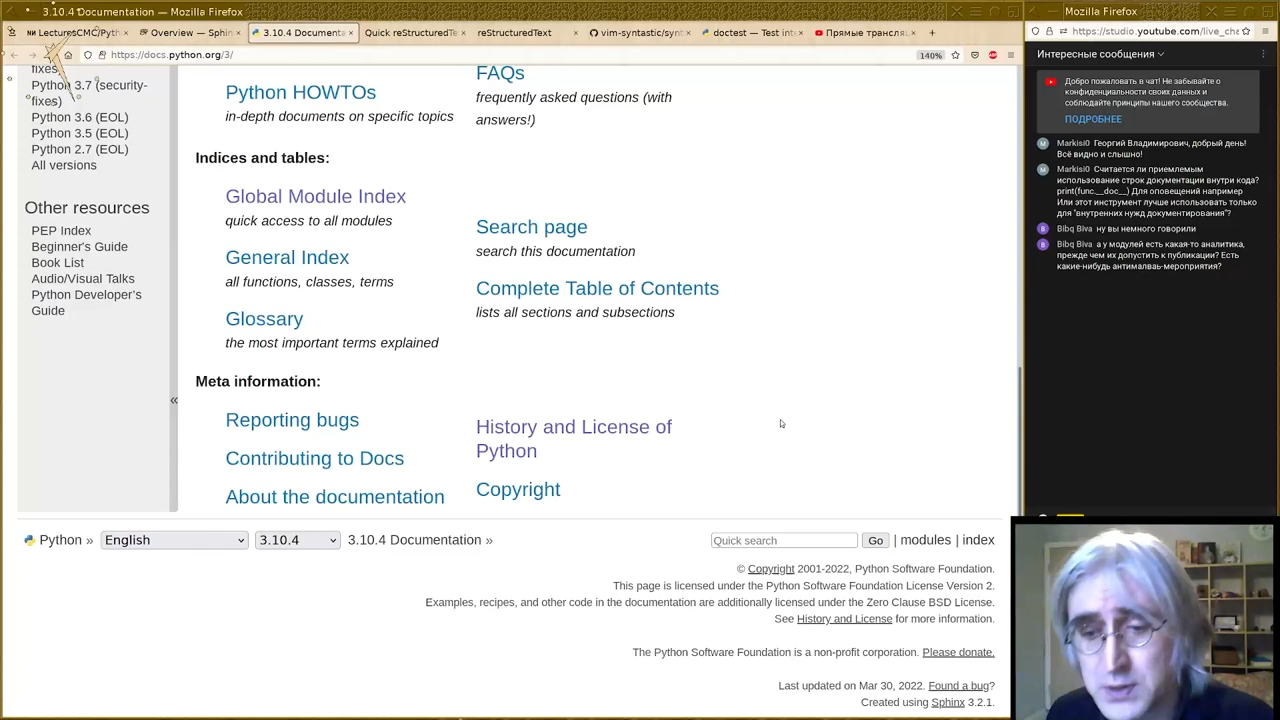 3.10.4 Documentation — Mozilla Firefox
LecturesCMC/Pyth
Overview — Sphin
3.10.4 Documenta
Quick reStructuredTe
reStructuredText
vim-syntastic/synt
doctest — Test inte
Прямые трансляц
https://docs.python.org/3/
140%
fixes)
Python 3.7 (security-
fixes)
Python 3.6 (EOL)
Python 3.5 (EOL)
Python 2.7 (EOL)
All versions
Other resources
PEP Index
Beginner's Guide
Book List
Audio/Visual Talks
Python Developer's
Guide
«
Python HOWTOs
in-depth documents on specific topics
FAQs
frequently asked questions (with
answers!)
Indices and tables:
Global Module Index
quick access to all modules
General Index
all functions, classes, terms
Glossary
the most important terms explained
Search page
search this documentation
Complete Table of Contents
lists all sections and subsections
Meta information:
Reporting bugs
Contributing to Docs
About the documentation
History and License of
Python
Copyright
Python »
English
3.10.4
3.10.4 Documentation »
Quick search
Go
| modules | index
© Copyright 2001-2022, Python Software Foundation.
This page is licensed under the Python Software Foundation License Version 2.
Examples, recipes, and other code in the documentation are additionally licensed under the Zero Clause BSD License.
See History and License for more information.
The Python Software Foundation is a non-profit corporation. Please donate.
Last updated on Mar 30, 2022. Found a bug?
Created using Sphinx 3.2.1.
Mozilla Firefox
https://studio.youtube.com/live_cha
Интересные сообщения
Добро пожаловать в чат! Не забывайте о
конфиденциальности своих данных и
соблюдайте принципы нашего сообщества.
ПОДРОБНЕЕ
M
Markisi0 Георгий Владимирович, добрый день!
Всё видно и слышно!
M
Markisi0 Считается ли приемлемым
использование строк документации внутри кода?
print(func.__doc__) Для оповещений например
Или этот инструмент лучше использовать только
для "внутренних нужд документирования"?
B
Bibq Biva ну вы немного говорили
B
Bibq Biva а у модулей есть какая-то аналитика,
прежде чем их допустить к публикации? Есть
какие-нибудь антималваь-мероприятия?